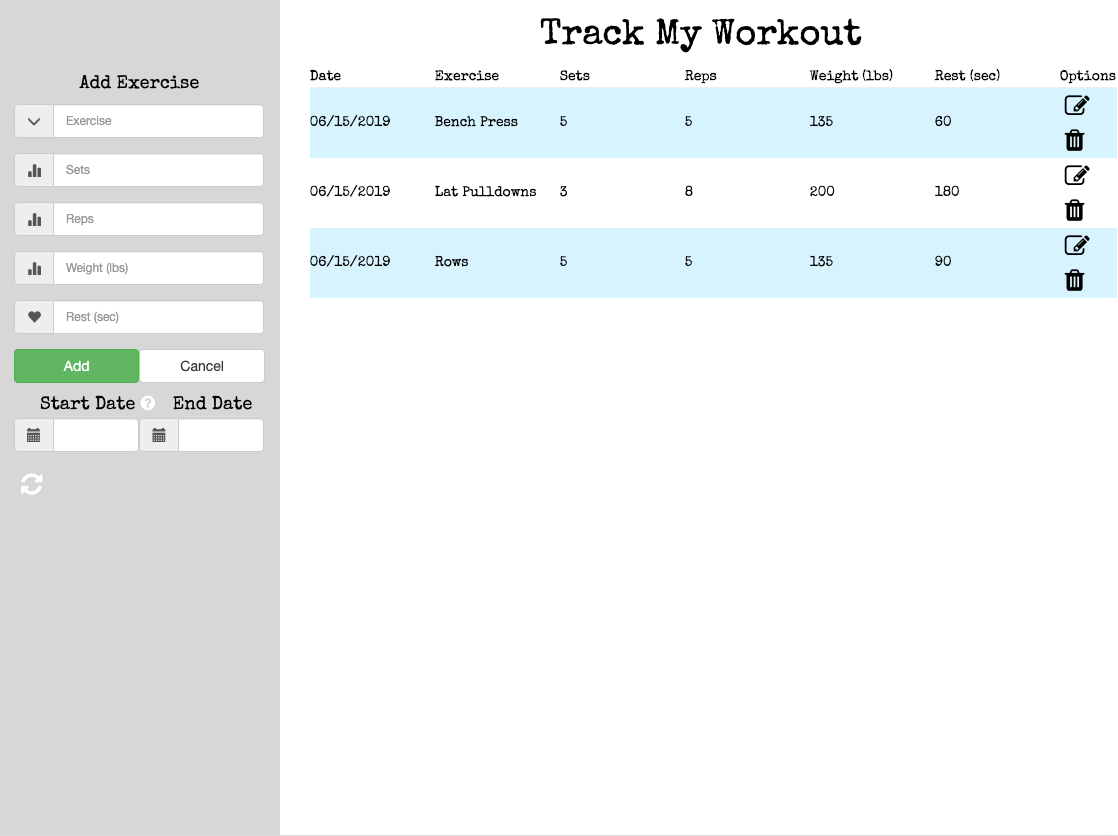 Track My Workout
Add Exercise
Exercise
Sets
Reps
Weight (lbs)
Rest (sec)
Add Cancel
Start Date ? End Date
Date Exercise Sets Reps Weight (lbs) Rest (sec) Options
06/15/2019 Bench Press 5 5 135 60
06/15/2019 Lat Pulldowns 3 8 200 180
06/15/2019 Rows 5 5 135 90